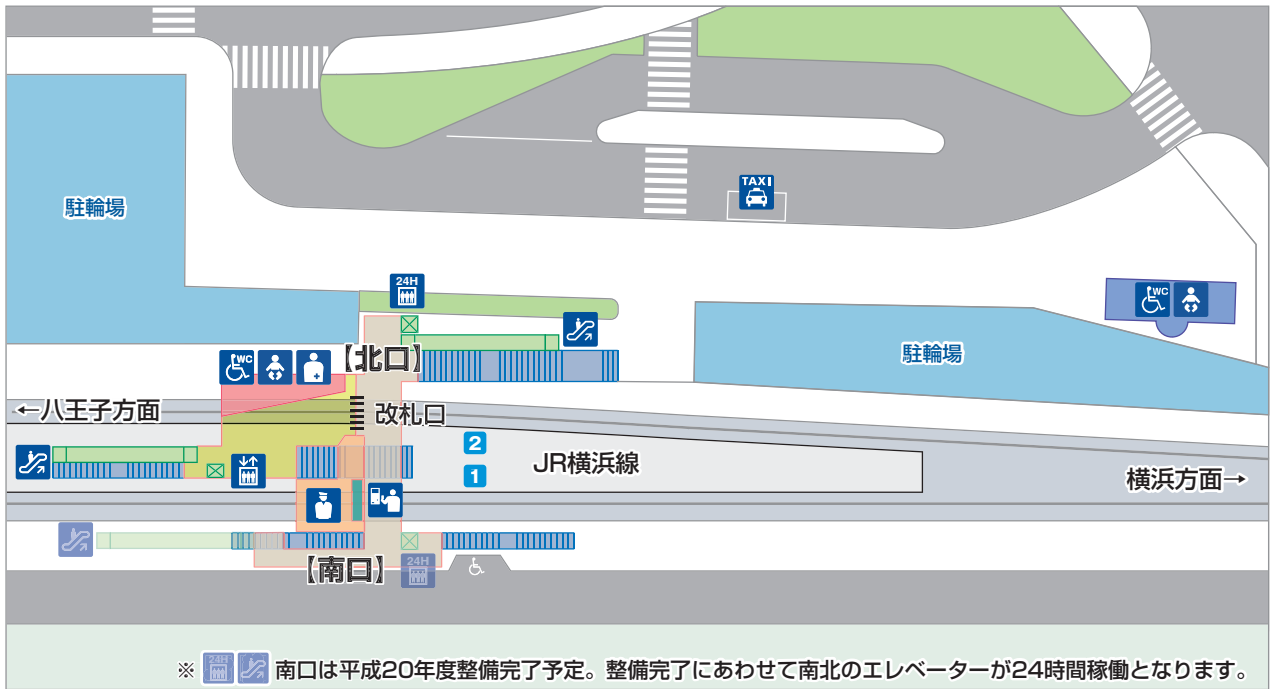 TAXI
駐輪場
24H
WC
駐輪場
WC
【北口】
←八王子方面
改札口
2
JR横浜線
1
横浜方面→
24H
【南口】
※ 24H 南口は平成20年度整備完了予定。整備完了にあわせて南北のエレベーターが24時間稼働となります。